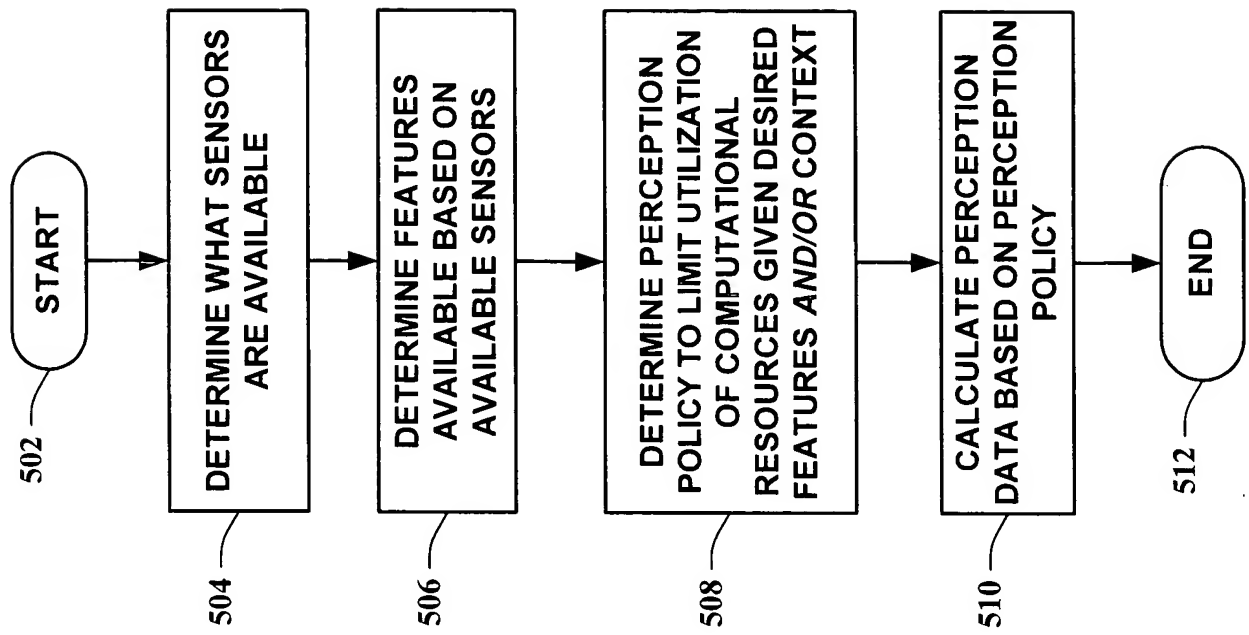 START
502
DETERMINE WHAT SENSORS
ARE AVAILABLE
504
DETERMINE FEATURES
AVAILABLE BASED ON
AVAILABLE SENSORS
506
DETERMINE PERCEPTION
POLICY TO LIMIT UTILIZATION
OF COMPUTATIONAL
RESOURCES GIVEN DESIRED
FEATURES AND/OR CONTEXT
508
CALCULATE PERCEPTION
DATA BASED ON PERCEPTION
POLICY
510
END
512